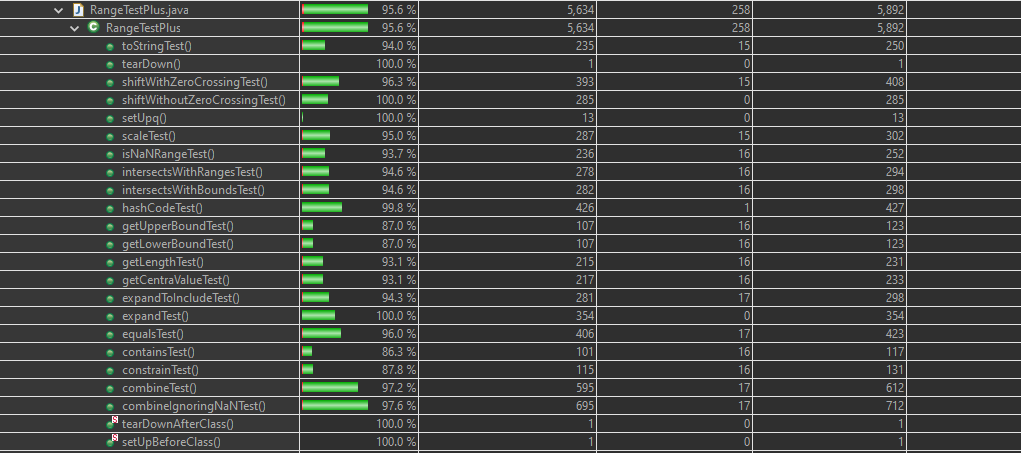 RangeTestPlus.java 95.6 % 5,634 258 5,892
RangeTestPlus 95.6 % 5,634 258 5,892
toStringTest() 94.0 % 235 15 250
tearDown() 100.0 % 1 0 1
shiftWithZeroCrossingTest() 96.3 % 393 15 408
shiftWithoutZeroCrossingTest() 100.0 % 285 0 285
setUpq() 100.0 % 13 0 13
scaleTest() 95.0 % 287 15 302
isNaNRangeTest() 93.7 % 236 16 252
intersectsWithRangesTest() 94.6 % 278 16 294
intersectsWithBoundsTest() 94.6 % 282 16 298
hashCodeTest() 99.8 % 426 1 427
getUpperBoundTest() 87.0 % 107 16 123
getLowerBoundTest() 87.0 % 107 16 123
getLengthTest() 93.1 % 215 16 231
getCentraValueTest() 93.1 % 217 16 233
expandToIncludeTest() 94.3 % 281 17 298
expandTest() 100.0 % 354 0 354
equalsTest() 96.0 % 406 17 423
containsTest() 86.3 % 101 16 117
constrainTest() 87.8 % 115 16 131
combineTest() 97.2 % 595 17 612
combineIgnoringNaNTest() 97.6 % 695 17 712
tearDownAfterClass() 100.0 % 1 0 1
setUpBeforeClass() 100.0 % 1 0 1